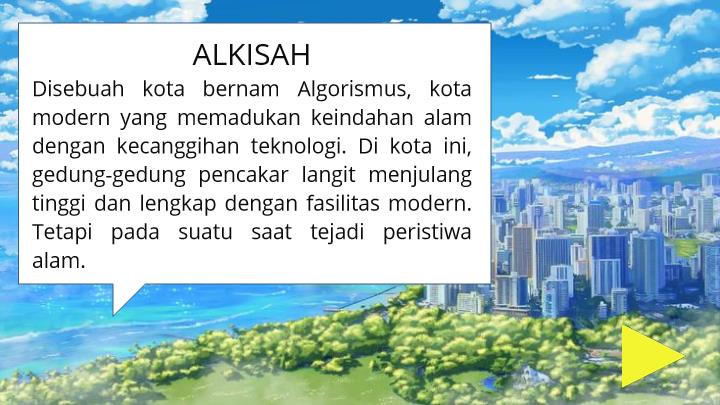 ALKISAH
Disebuah kota bernam Algorismus, kota
modern yang memadukan keindahan alam
dengan kecanggihan teknologi. Di kota ini,
gedung-gedung pencakar langit menjulang
tinggi dan lengkap dengan fasilitas modern.
Tetapi pada suatu saat tejadi peristiwa
alam.